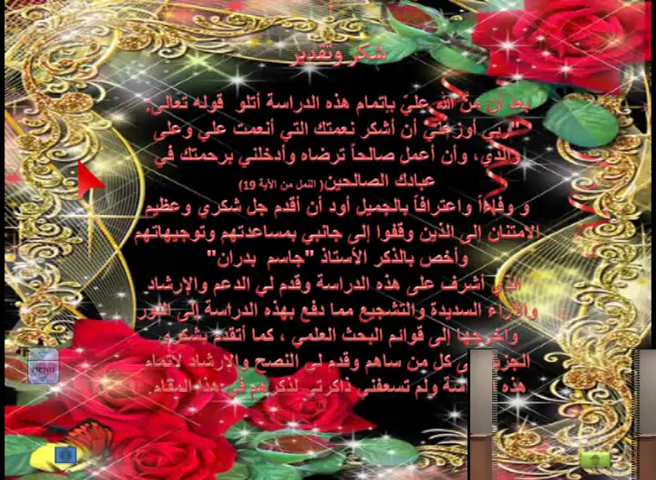 شكر وتقدير
بعد أن منَّ الله عليّ بإتمام هذه الدراسة أتلو قوله تعالى:
"ربي أوزعني أن أشكر نعمتك التي أنعمت علي وعلى
والدي، وأن أعمل صالحاً ترضاه وأدخلني برحمتك في
عبادك الصالحين( النمل من الآية 19)
و وفاءاً واعترافاً بالجميل أود أن أقدم جل شكري وعظيم
الامتنان إلى الذين وقفوا إلى جانبي بمساعدتهم وتوجيهاتهم
وأخص بالذكر الأستاذ "جاسم بدران"
الذي أشرف على هذه الدراسة وقدم لي الدعم والإرشاد
والآراء السديدة والتشجيع مما دفع بهذه الدراسة إلى النور
وأخرجها إلى قوائم البحث العلمي ، كما أتقدم بشكري
كل من ساهم وقدم لي النصح والإرشاد لاتمام
هذه ولم تسعفني ذاكرتي لذكرهم في هذا المقام.